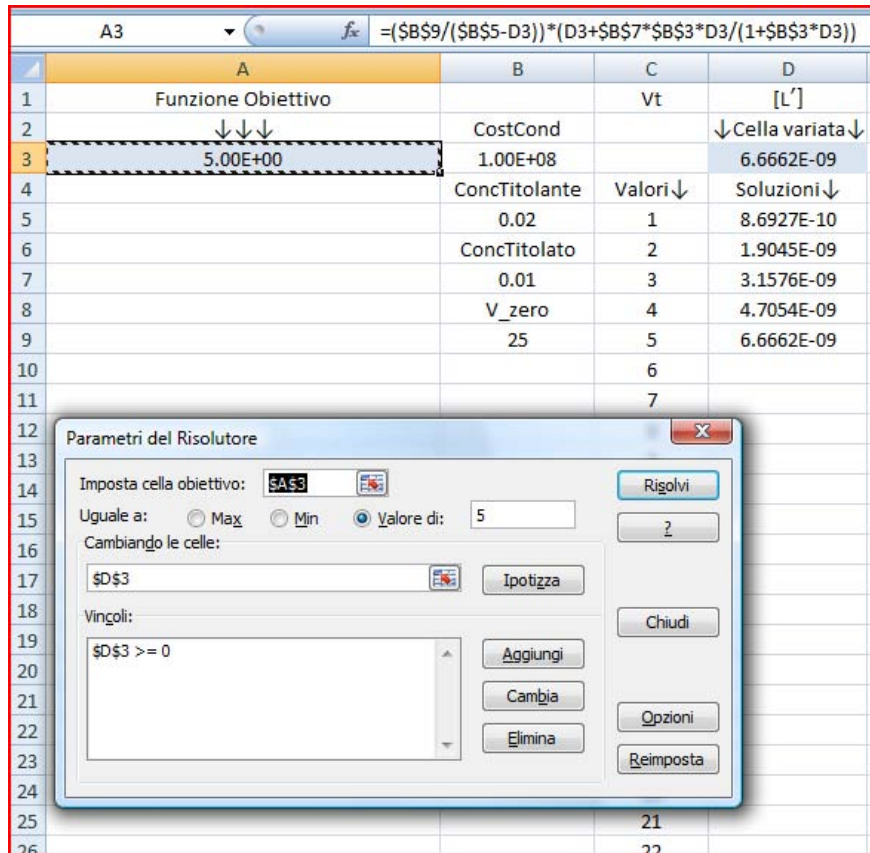 A3 fx =($B$9/($B$5-D3))*(D3+$B$7*$B$3*D3/(1+$B$3*D3))
A B C D
1 Funzione Obiettivo Vt [L′]
2 ↓↓↓ CostCond ↓Cella variata↓
3 5.00E+00 1.00E+08 6.6662E-09
4 ConcTitolante Valori↓ Soluzioni↓
5 0.02 1 8.6927E-10
6 ConcTitolato 2 1.9045E-09
7 0.01 3 3.1576E-09
8 V_zero 4 4.7054E-09
9 25 5 6.6662E-09
10 6
11 7
12
13
14
15
16
17
18
19
20
21
22
23
24
25 21
26 22
Parametri del Risolutore
Imposta cella obiettivo: $A$3 Risolvi
Uguale a: Max Min Valore di: 5 ?
Cambiando le celle:
$D$3 Ipotizza
Vincoli: Chiudi
$D$3 >= 0 Aggiungi
Cambia
Opzioni
Elimina
Reimposta